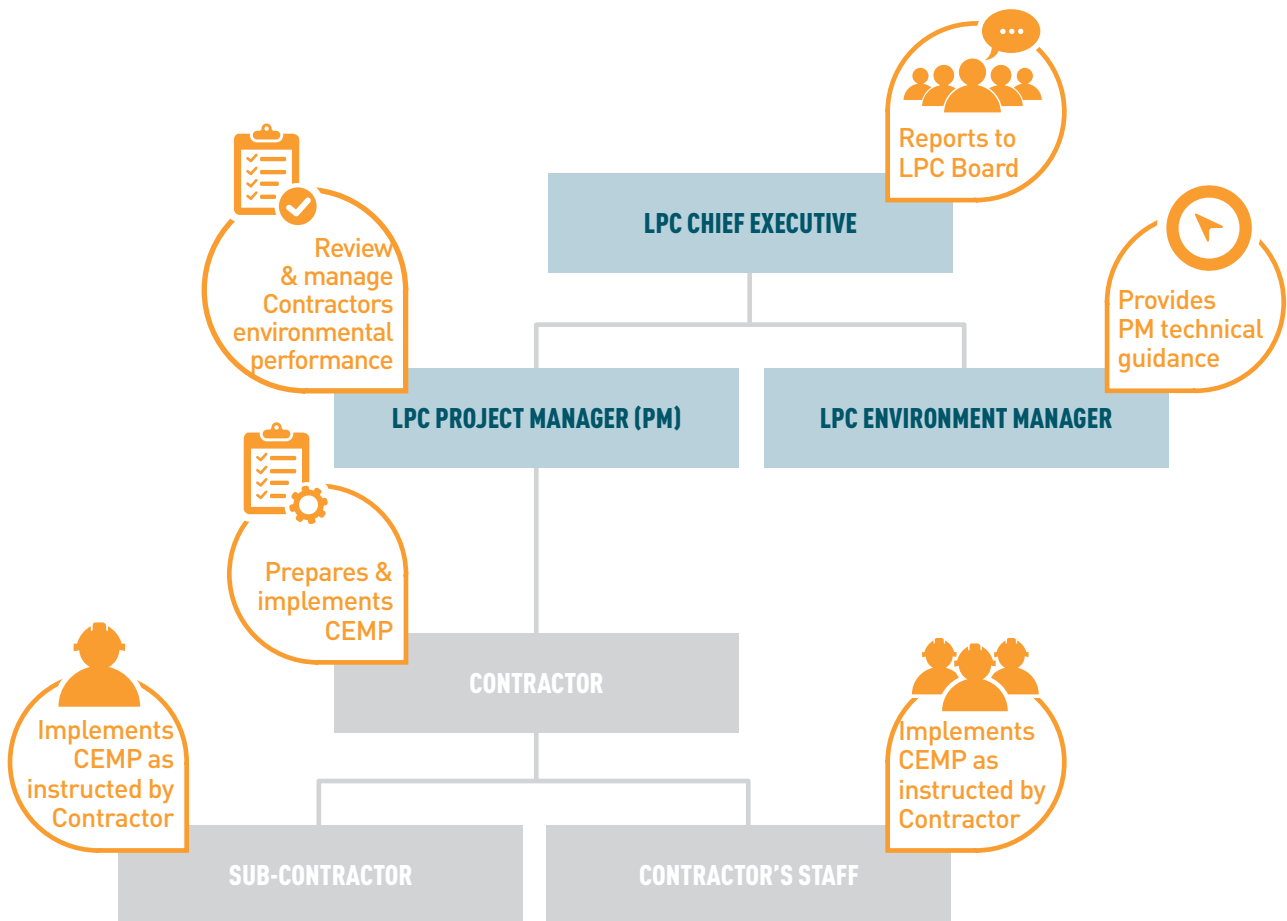 Reports to
LPC Board
LPC CHIEF EXECUTIVE
Review
& manage
Contractors
environmental
performance
Provides
PM technical
guidance
LPC PROJECT MANAGER (PM)
LPC ENVIRONMENT MANAGER
Prepares &
implements
CEMP
CONTRACTOR
Implements
CEMP as
instructed by
Contractor
Implements
CEMP as
instructed by
Contractor
SUB-CONTRACTOR
CONTRACTOR'S STAFF